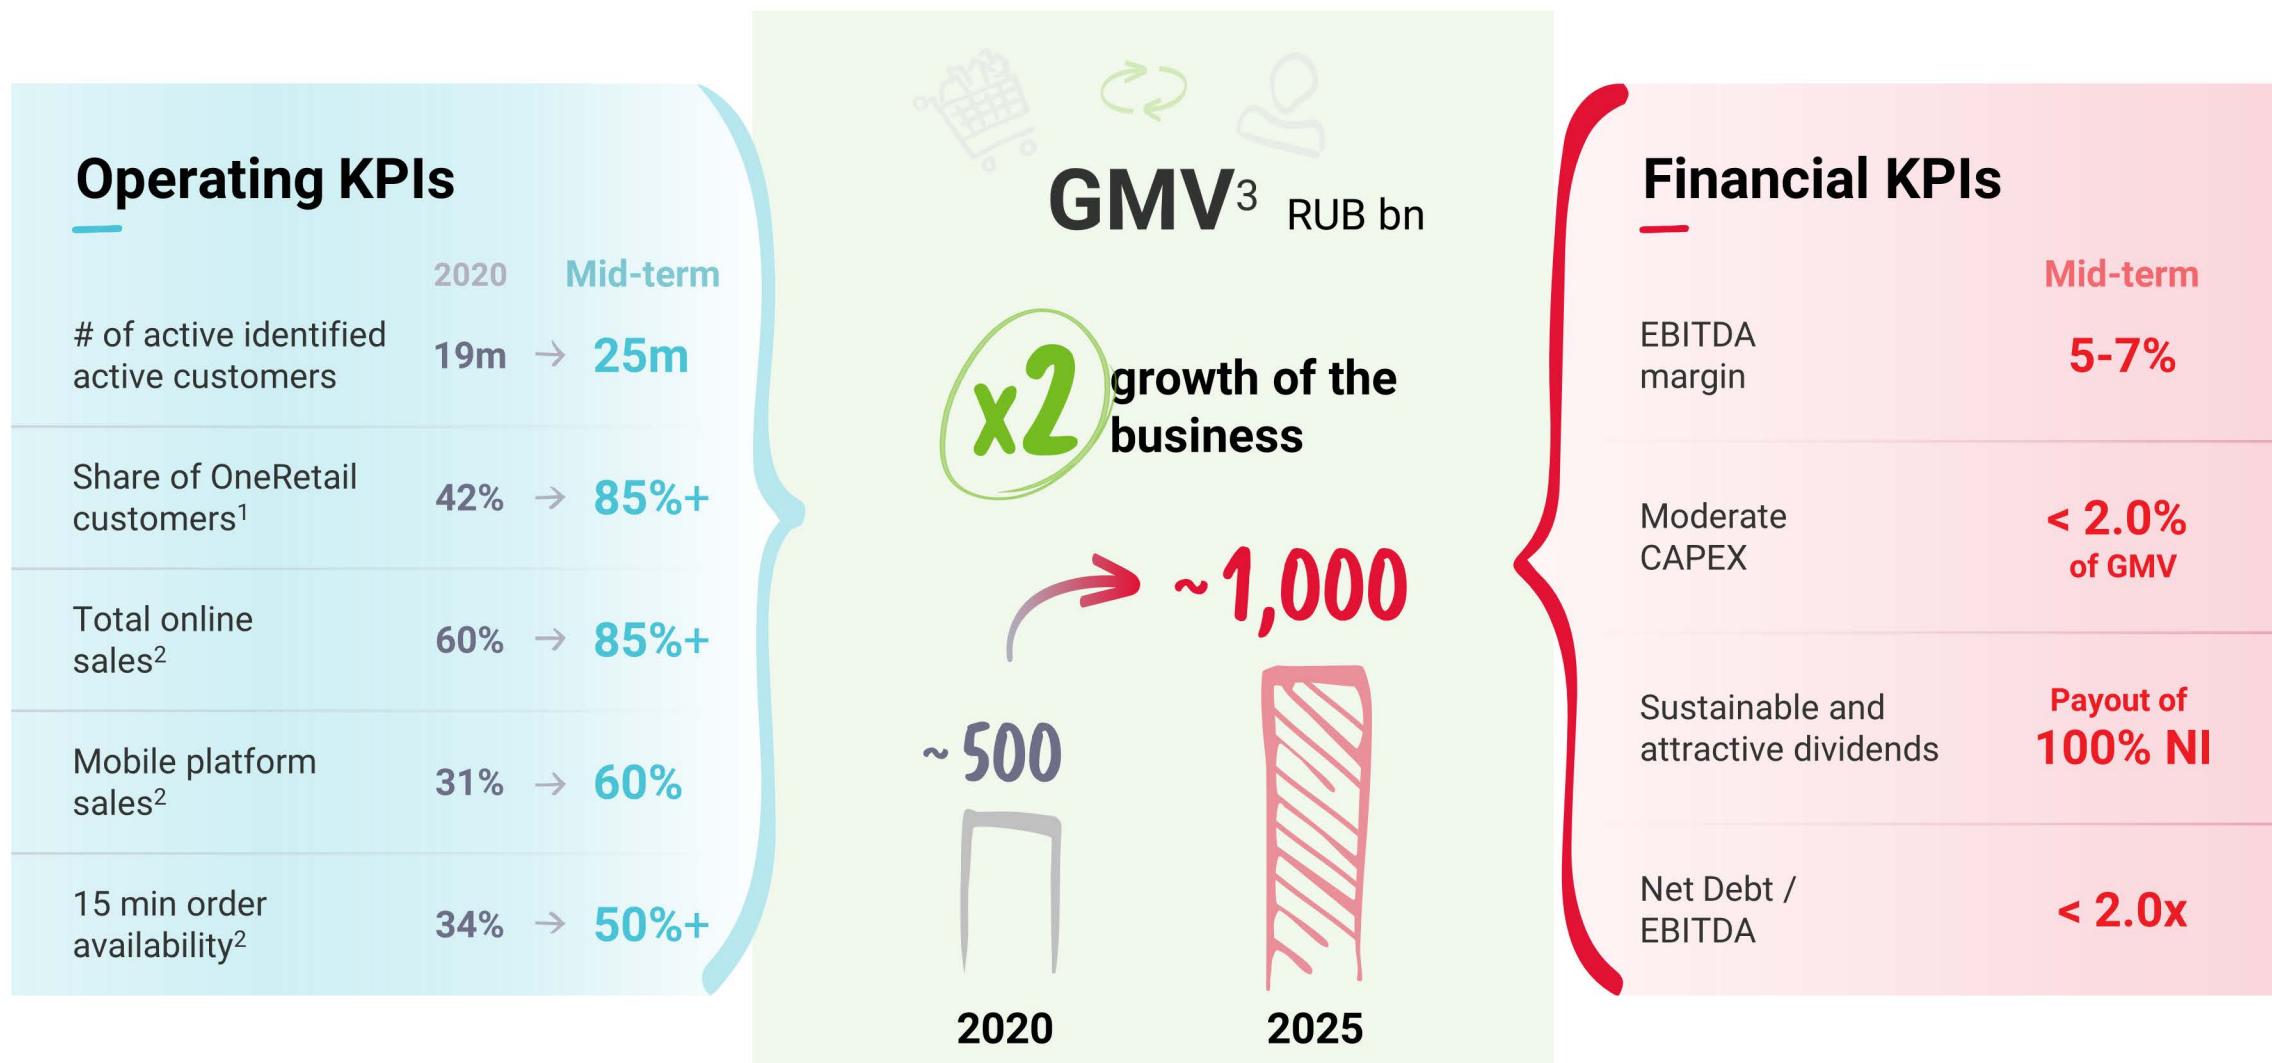 Operating KPIs
2020 Mid-term
# of active identified
active customers
19m → 25m
Share of OneRetail
customers¹
42% → 85%+
Total online
sales²
60% → 85%+
Mobile platform
sales²
31% → 60%
15 min order
availability²
34% → 50%+
GMV³ RUB bn
x2
growth of the
business
~500
~1,000
2020
2025
Financial KPIs
Mid-term
EBITDA
margin
5-7%
Moderate
CAPEX
< 2.0%
of GMV
Sustainable and
attractive dividends
Payout of
100% NI
Net Debt /
EBITDA
< 2.0x